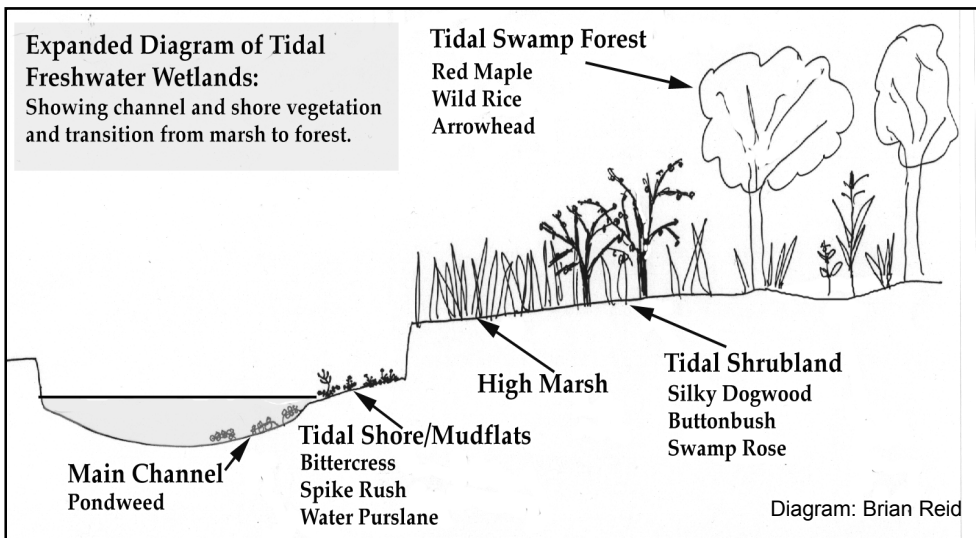 Expanded Diagram of Tidal
Freshwater Wetlands:
Showing channel and shore vegetation
and transition from marsh to forest.
Tidal Swamp Forest
Red Maple
Wild Rice
Arrowhead
High Marsh
Tidal Shrubland
Silky Dogwood
Buttonbush
Swamp Rose
Tidal Shore/Mudflats
Bittercress
Spike Rush
Water Purslane
Main Channel
Pondweed
Diagram: Brian Reid